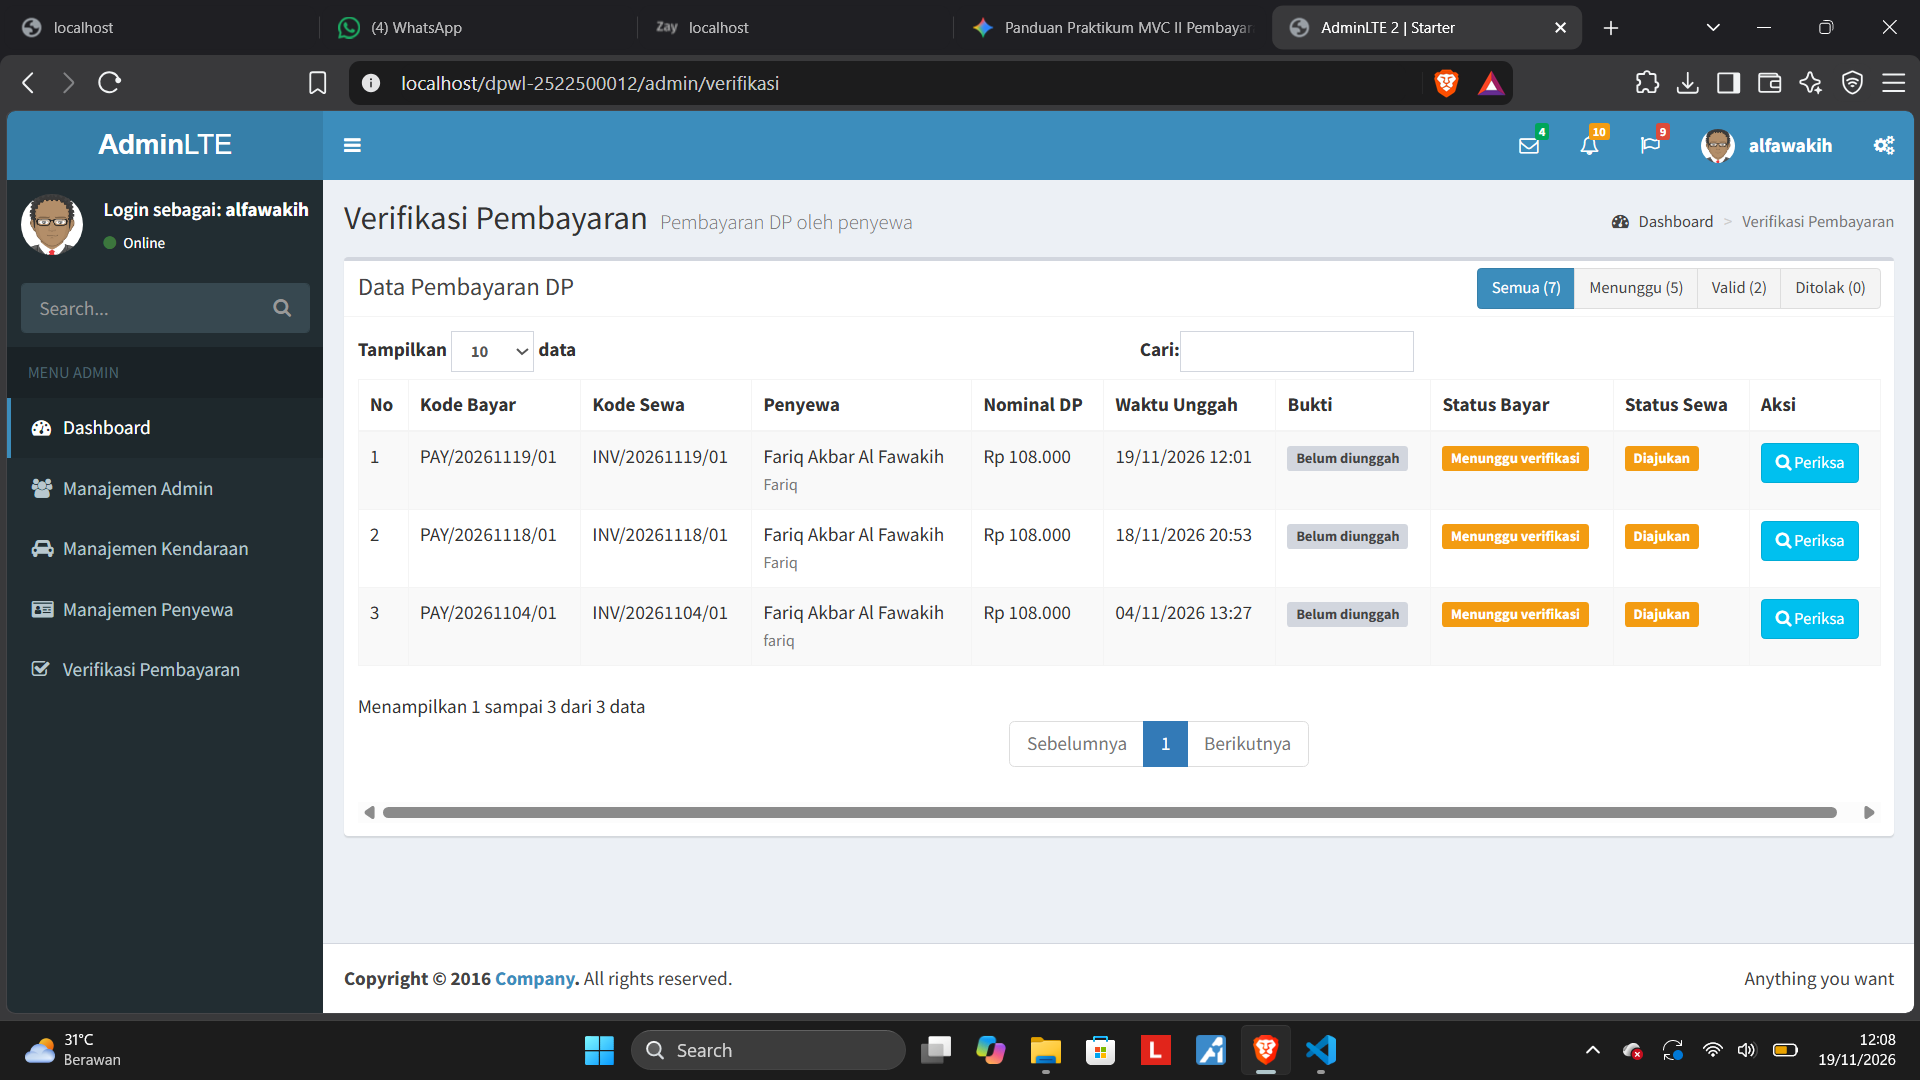 localhost
(4) WhatsApp
Zay localhost
Panduan Praktikum MVC II Pembayar
AdminLTE 2 | Starter
localhost/dpwl-2522500012/admin/verifikasi
AdminLTE
4
10
9
alfawakih
Login sebagai: alfawakih
Online
Search...
MENU ADMIN
Dashboard
Manajemen Admin
Manajemen Kendaraan
Manajemen Penyewa
Verifikasi Pembayaran
Verifikasi Pembayaran Pembayaran DP oleh penyewa
Dashboard > Verifikasi Pembayaran
Data Pembayaran DP
Semua (7) Menunggu (5) Valid (2) Ditolak (0)
Tampilkan 10 data
Cari:
No Kode Bayar Kode Sewa Penyewa Nominal DP Waktu Unggah Bukti Status Bayar Status Sewa Aksi
1 PAY/20261119/01 INV/20261119/01 Fariq Akbar Al Fawakih Rp 108.000 19/11/2026 12:01 Belum diunggah Menunggu verifikasi Diajukan Periksa
Fariq
2 PAY/20261118/01 INV/20261118/01 Fariq Akbar Al Fawakih Rp 108.000 18/11/2026 20:53 Belum diunggah Menunggu verifikasi Diajukan Periksa
Fariq
3 PAY/20261104/01 INV/20261104/01 Fariq Akbar Al Fawakih Rp 108.000 04/11/2026 13:27 Belum diunggah Menunggu verifikasi Diajukan Periksa
fariq
Menampilkan 1 sampai 3 dari 3 data
Sebelumnya 1 Berikutnya
Copyright © 2016 Company. All rights reserved.
Anything you want
31°C
Berawan
Search
L
12:08
19/11/2026